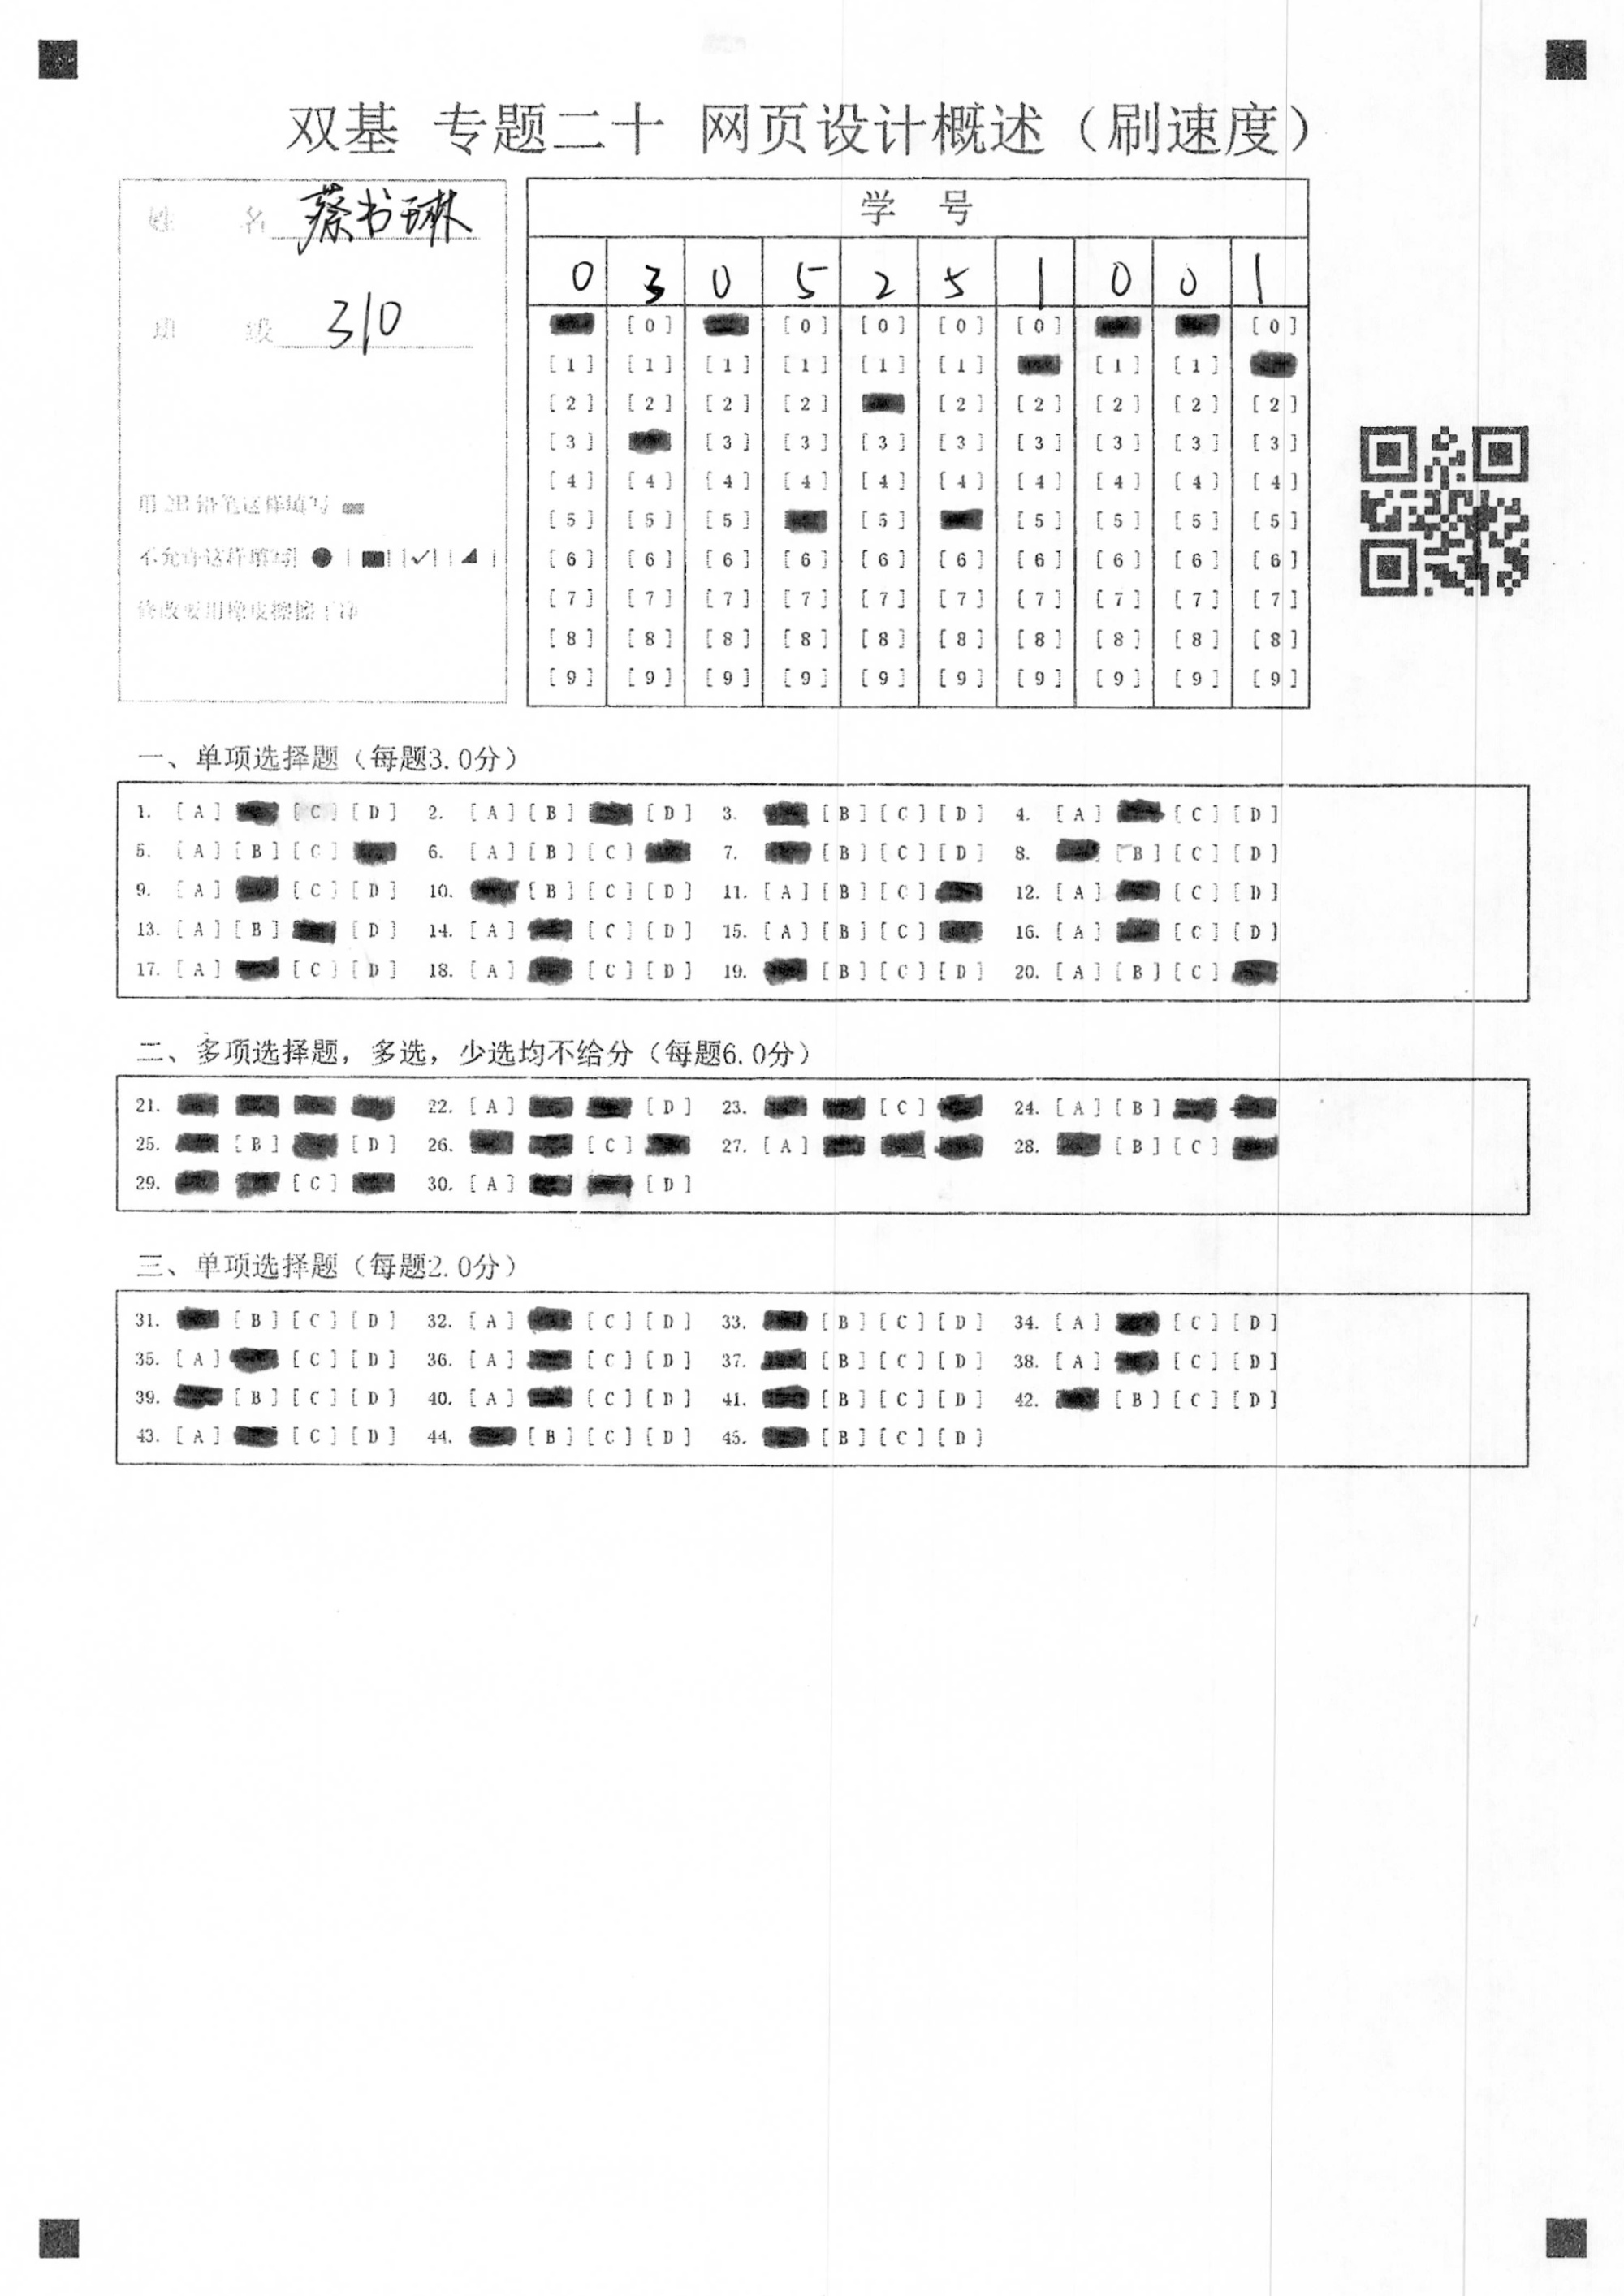 双基 专题二十 网页设计概述（刷速度）
姓 名 蔡书琳
班 级 310
用2B铅笔这样填写
不允许这样填写[ ● [ ■ ] [✓] [◢ ]
修改要用橡皮擦擦干净
学 号
0 3 0 5 2 5 1 0 0 1
[0] [0] [0] [0] [0] [0]
[1] [1] [1] [1] [1] [1] [1] [1]
[2] [2] [2] [2] [2] [2] [2] [2] [2]
[3] [3] [3] [3] [3] [3] [3] [3] [3]
[4] [4] [4] [4] [4] [4] [4] [4] [4] [4]
[5] [5] [5] [5] [5] [5] [5] [5]
[6] [6] [6] [6] [6] [6] [6] [6] [6] [6]
[7] [7] [7] [7] [7] [7] [7] [7] [7] [7]
[8] [8] [8] [8] [8] [8] [8] [8] [8] [8]
[9] [9] [9] [9] [9] [9] [9] [9] [9] [9]
一、单项选择题（每题3.0分）
1. [A] [C] [D] 2. [A] [B] [D] 3. [B] [C] [D] 4. [A] [C] [D]
5. [A] [B] [C] 6. [A] [B] [C] 7. [B] [C] [D] 8. [B] [C] [D]
9. [A] [C] [D] 10. [B] [C] [D] 11. [A] [B] [C] 12. [A] [C] [D]
13. [A] [B] [D] 14. [A] [C] [D] 15. [A] [B] [C] 16. [A] [C] [D]
17. [A] [C] [D] 18. [A] [C] [D] 19. [B] [C] [D] 20. [A] [B] [C]
二、多项选择题，多选，少选均不给分（每题6.0分）
21. 22. [A] [D] 23. [C] 24. [A] [B]
25. [B] [D] 26. [C] 27. [A] 28. [B] [C]
29. [C] 30. [A] [D]
三、单项选择题（每题2.0分）
31. [B] [C] [D] 32. [A] [C] [D] 33. [B] [C] [D] 34. [A] [C] [D]
35. [A] [C] [D] 36. [A] [C] [D] 37. [B] [C] [D] 38. [A] [C] [D]
39. [B] [C] [D] 40. [A] [C] [D] 41. [B] [C] [D] 42. [B] [C] [D]
43. [A] [C] [D] 44. [B] [C] [D] 45. [B] [C] [D]